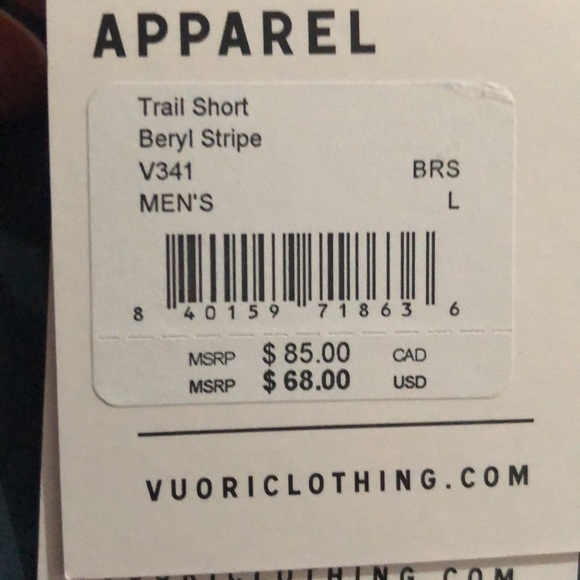 APPAREL
Trail Short
Beryl Stripe
V341 BRS
MEN'S L
8 40159 71863 6
MSRP $ 85.00 CAD
MSRP $ 68.00 USD
VUORICLOTHING.COM